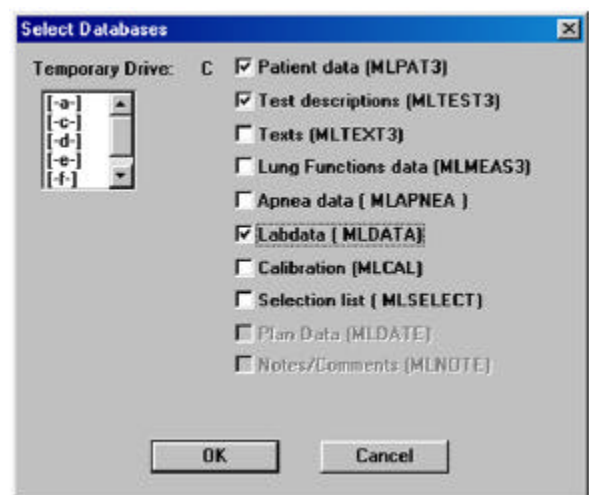 Select Databases
Temporary Drive: C
[-a-]
[-c-]
[-d-]
[-e-]
[-f-]
Patient data (MLPAT3)
Test descriptions (MLTEST3)
Texts (MLTEXT3)
Lung Functions data (MLMEAS3)
Apnea data ( MLAPNEA )
Labdata ( MLDATA)
Calibration (MLCAL)
Selection list ( MLSELECT)
Plan Data (MLDATE)
Notes/Comments (MLNOTE)
OK
Cancel